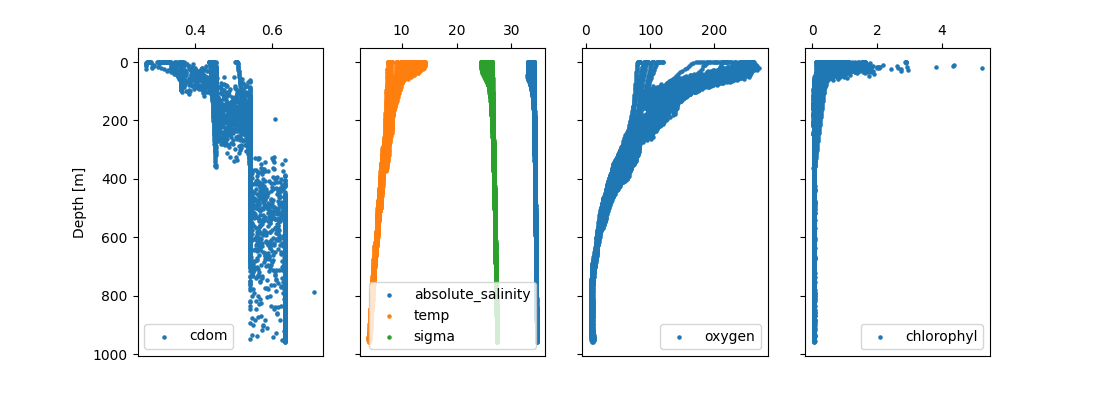 0.4 0.6
10 20 30
0 100 200
0 2 4
0
200
400
600
800
1000
Depth [m]
cdom
absolute_salinity
temp
sigma
oxygen
chlorophyl